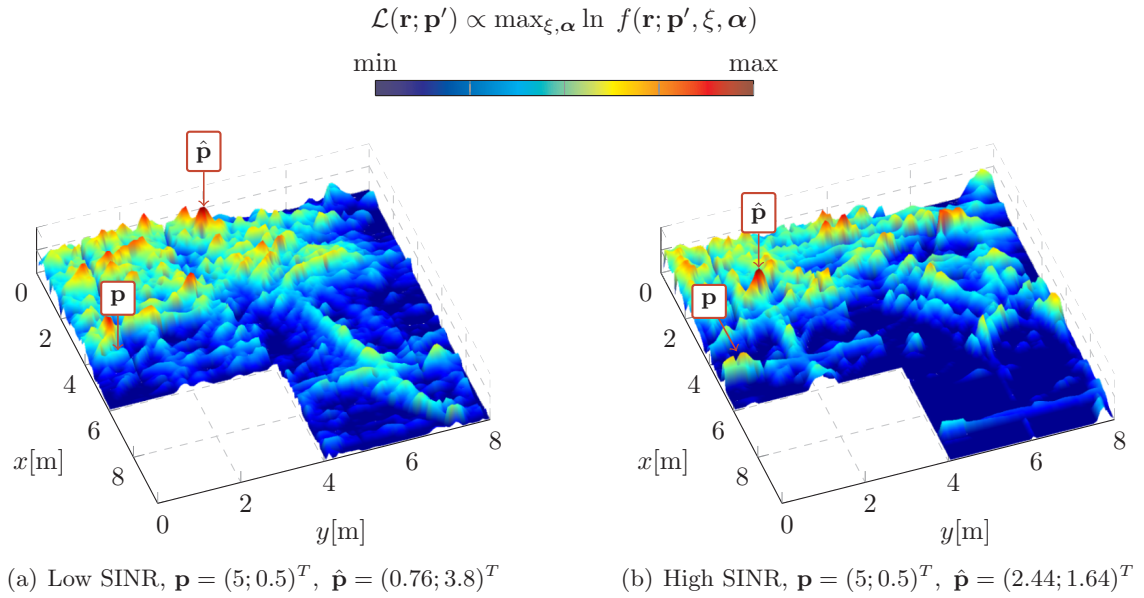 ℒ(𝐫; 𝐩′) ∝ max_{ξ,𝜶} ln f(𝐫; 𝐩′, ξ, 𝜶)
min max
p̂
p
0
2
4
6
8
x[m]
0
2
4
6
8
y[m]
p̂
p
0
2
4
6
8
x[m]
0
2
4
6
8
y[m]
(a) Low SINR, p = (5; 0.5)^T, p̂ = (0.76; 3.8)^T
(b) High SINR, p = (5; 0.5)^T, p̂ = (2.44; 1.64)^T